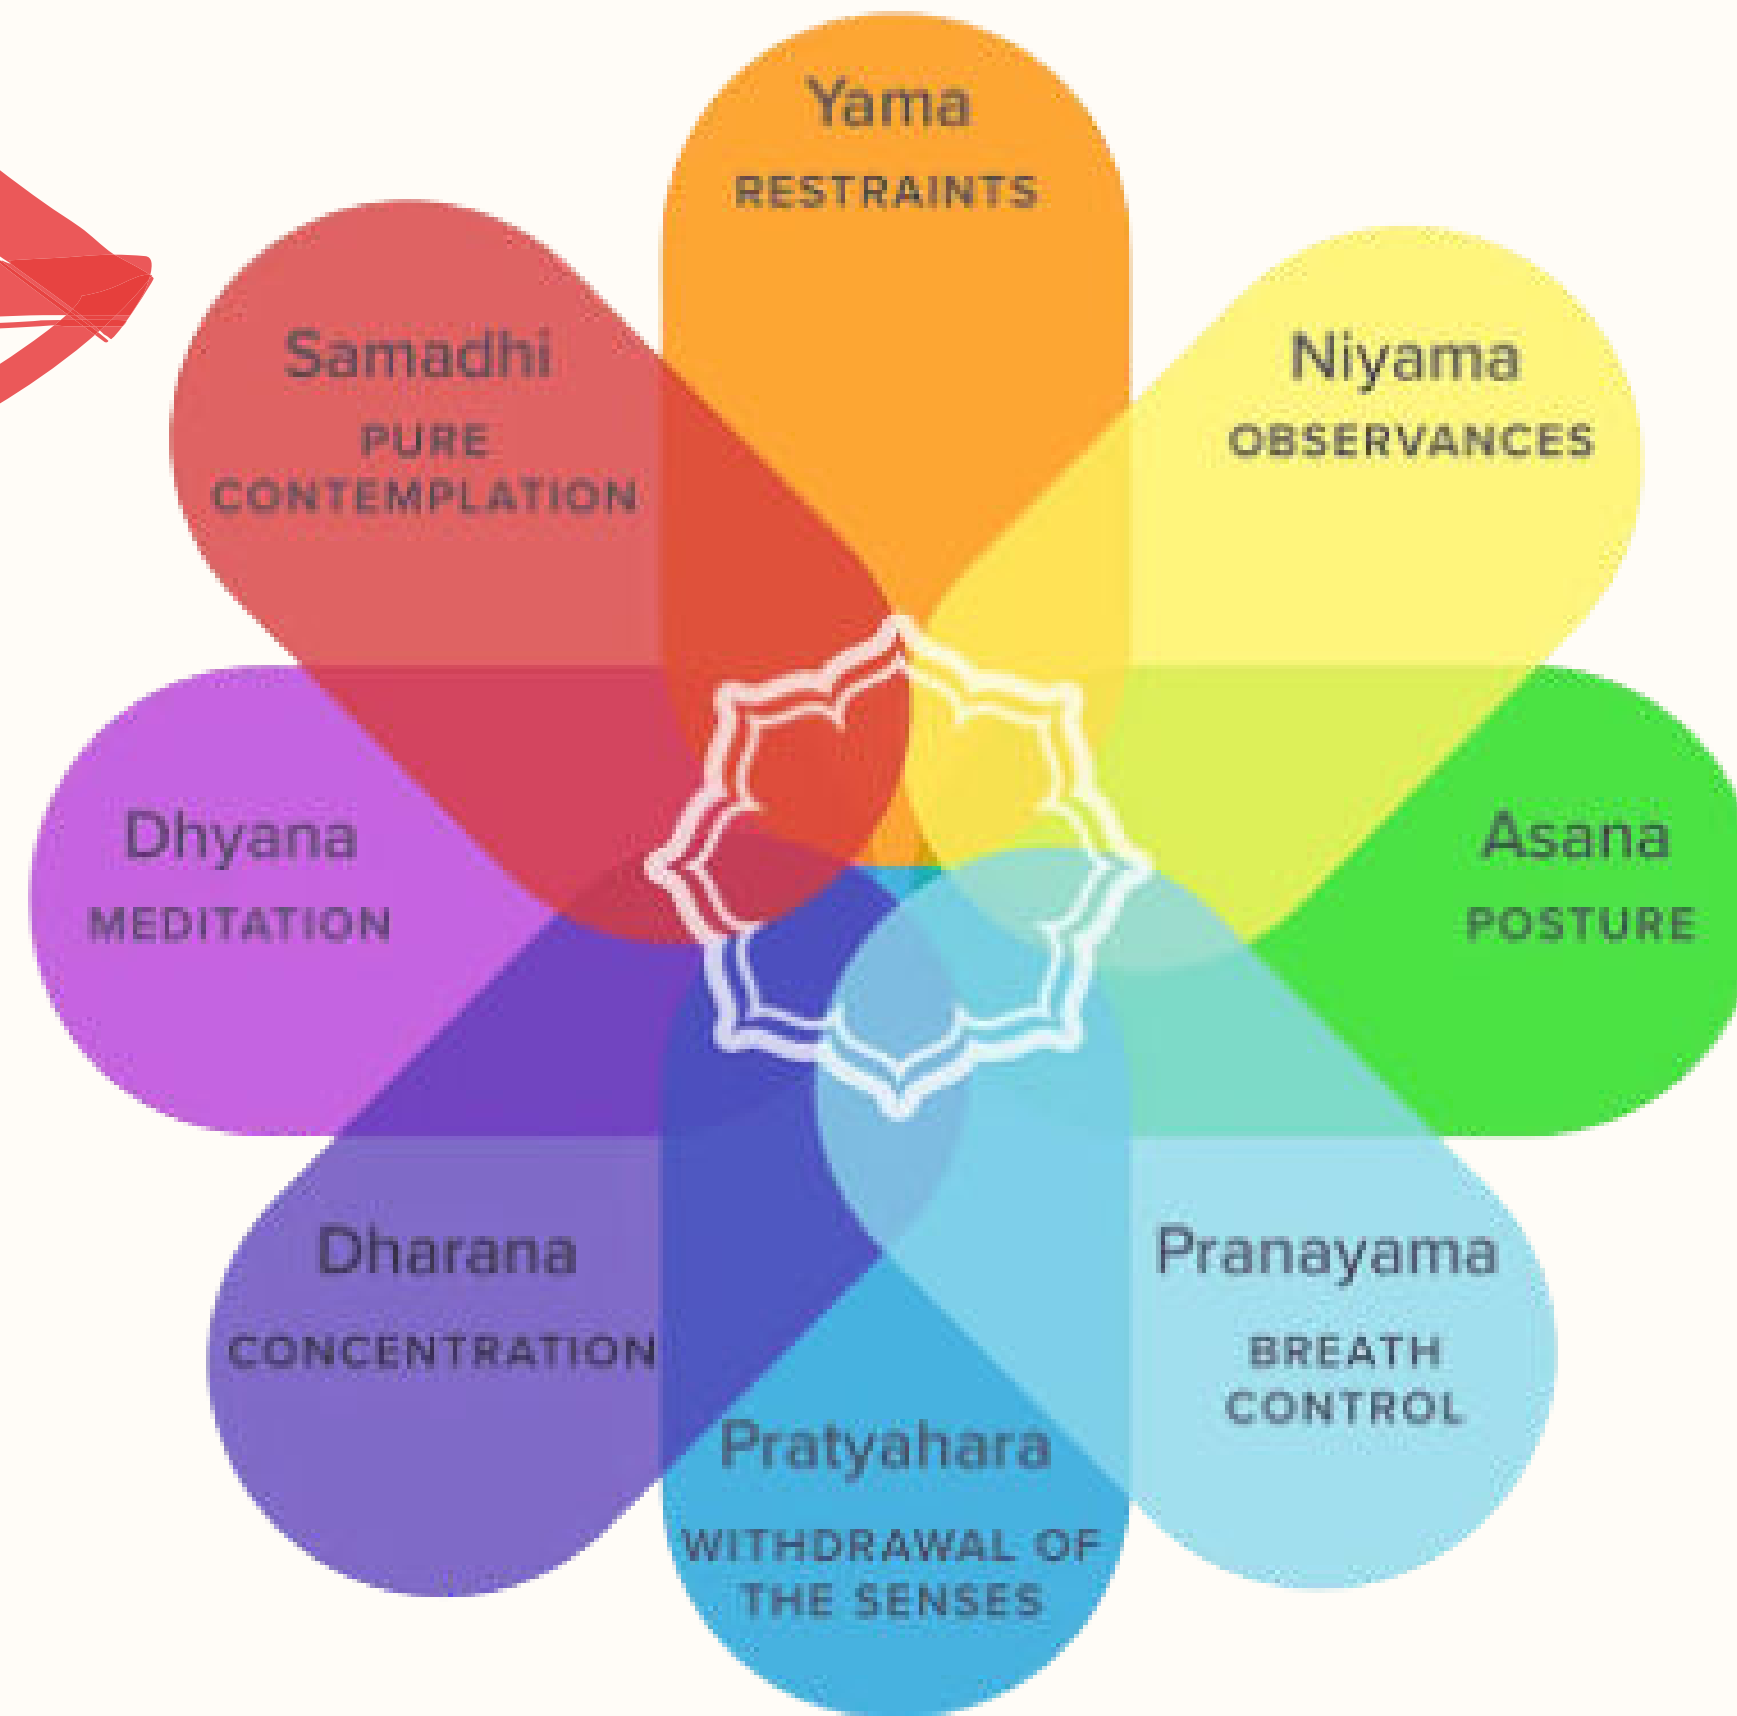 Yama
RESTRAINTS
Niyama
OBSERVANCES
Asana
POSTURE
Pranayama
BREATH
CONTROL
Pratyahara
WITHDRAWAL OF
THE SENSES
Dharana
CONCENTRATION
Dhyana
MEDITATION
Samadhi
PURE
CONTEMPLATION